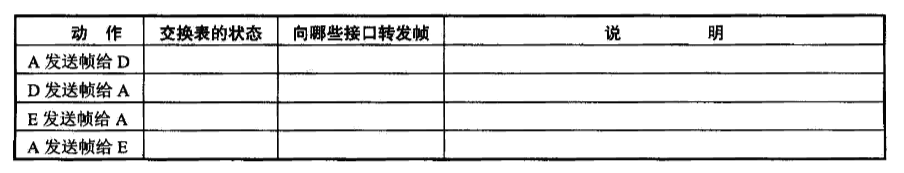 动 作 交换表的状态 向哪些接口转发帧 说 明
A 发送帧给 D
D 发送帧给 A
E 发送帧给 A
A 发送帧给 E